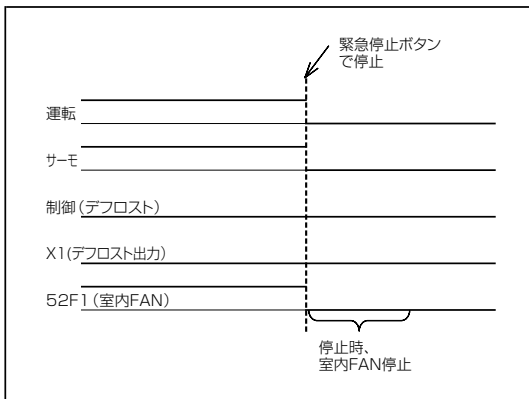 緊急停止ボタン
で停止
運転
サーモ
制御(デフロスト)
X1(デフロスト出力)
52F1(室内FAN)
停止時、
室内FAN停止